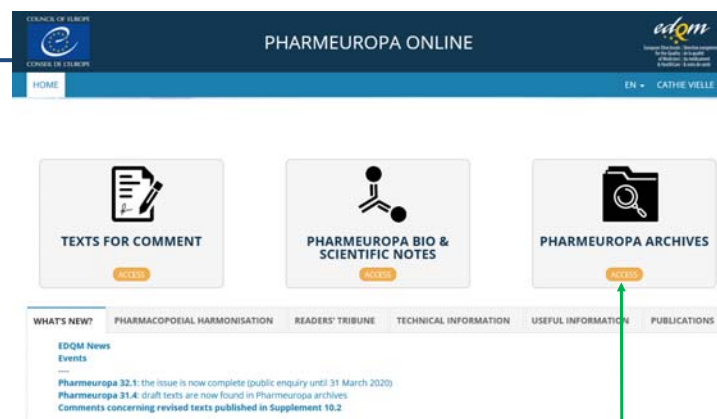 COUNCIL OF EUROPE
CONSEIL DE L'EUROPE
PHARMEUROPA ONLINE
edqm
HOME
EN
CATHIE VIELLE
TEXTS FOR COMMENT
ACCESS
PHARMEUROPA BIO &
SCIENTIFIC NOTES
ACCESS
PHARMEUROPA ARCHIVES
ACCESS
WHAT'S NEW?
PHARMACOPOEIAL HARMONISATION
READERS' TRIBUNE
TECHNICAL INFORMATION
USEFUL INFORMATION
PUBLICATIONS
EDQM News
Events
----
Pharmeuropa 32.1: the issue is now complete (public enquiry until 31 March 2020)
Pharmeuropa 31.4: draft texts are now found in Pharmeuropa archives
Comments concerning revised texts published in Supplement 10.2